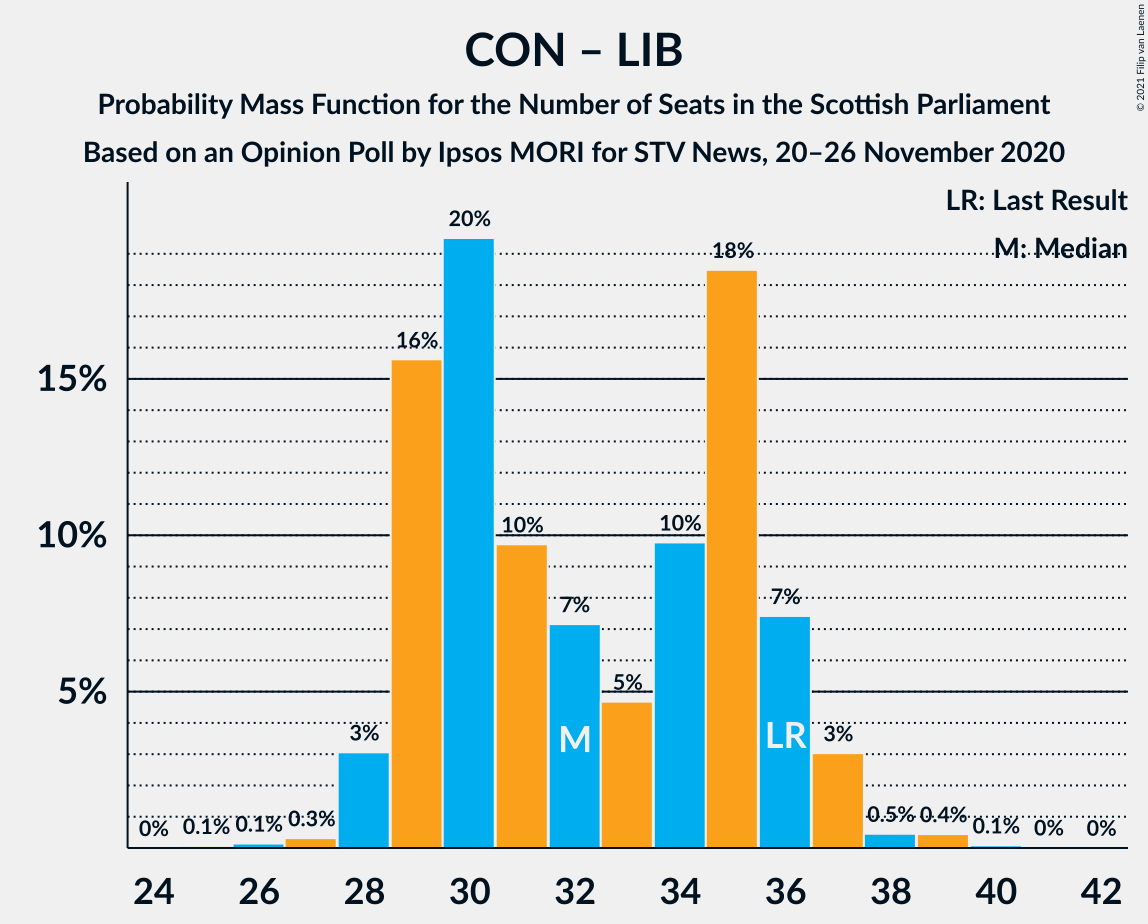 CON – LIB
Probability Mass Function for the Number of Seats in the Scottish Parliament
Based on an Opinion Poll by Ipsos MORI for STV News, 20–26 November 2020
© 2021 Filip van Laenen
LR: Last Result
M: Median
15%
10%
5%
0%
0.1%
0.1%
0.3%
3%
16%
20%
10%
7%
5%
10%
18%
7%
3%
0.5%
0.4%
0.1%
0%
0%
M
LR
24 26 28 30 32 34 36 38 40 42